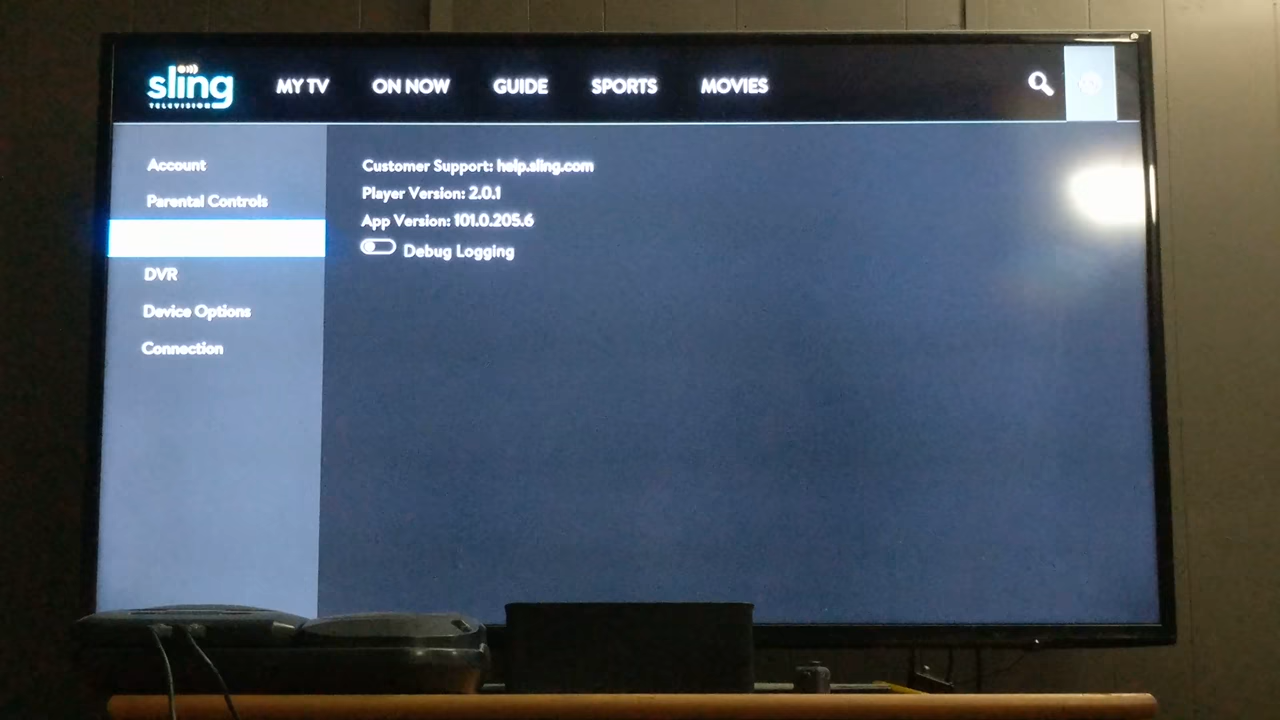 sling
TELEVISION
MY TV ON NOW GUIDE SPORTS MOVIES
Account
Parental Controls
DVR
Device Options
Connection
Customer Support: help.sling.com
Player Version: 2.0.1
App Version: 101.0.205.6
Debug Logging